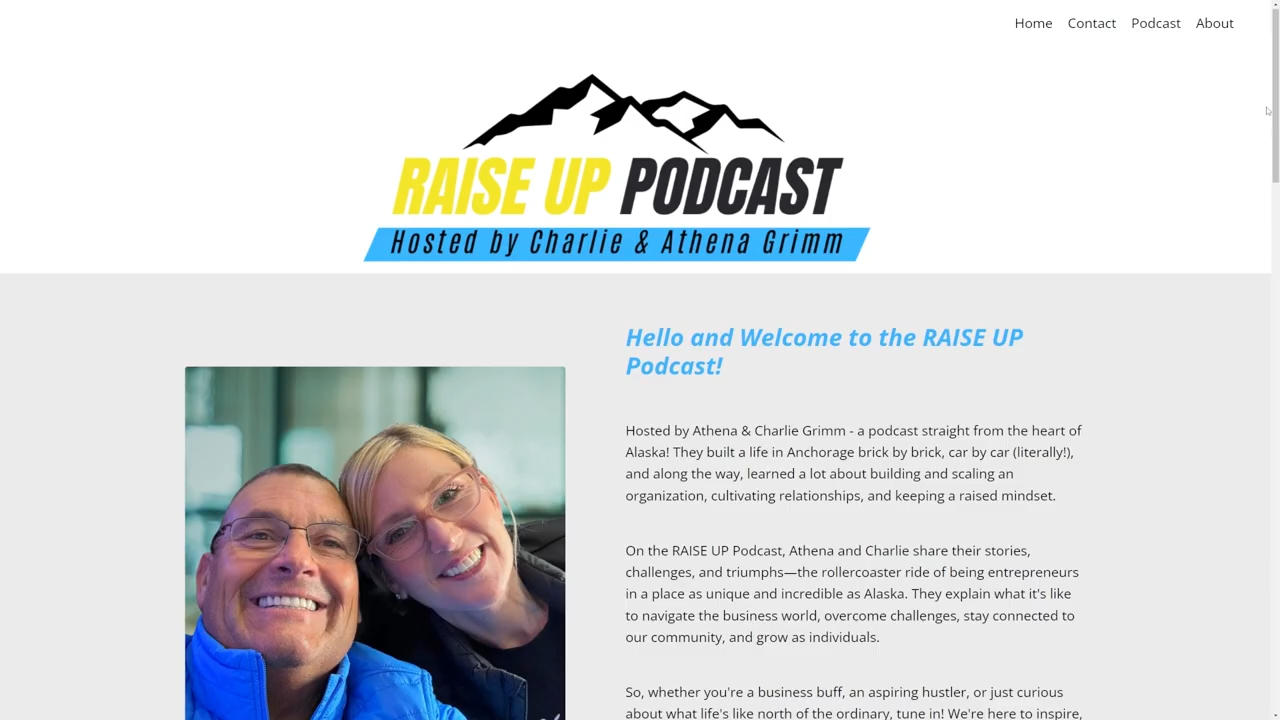 Home Contact Podcast About
RAISE UP PODCAST
Hosted by Charlie & Athena Grimm
Hello and Welcome to the RAISE UP
Podcast!
Hosted by Athena & Charlie Grimm - a podcast straight from the heart of
Alaska! They built a life in Anchorage brick by brick, car by car (literally!),
and along the way, learned a lot about building and scaling an
organization, cultivating relationships, and keeping a raised mindset.
On the RAISE UP Podcast, Athena and Charlie share their stories,
challenges, and triumphs—the rollercoaster ride of being entrepreneurs
in a place as unique and incredible as Alaska. They explain what it's like
to navigate the business world, overcome challenges, stay connected to
our community, and grow as individuals.
So, whether you're a business buff, an aspiring hustler, or just curious
about what life's like north of the ordinary, tune in! We're here to inspire,